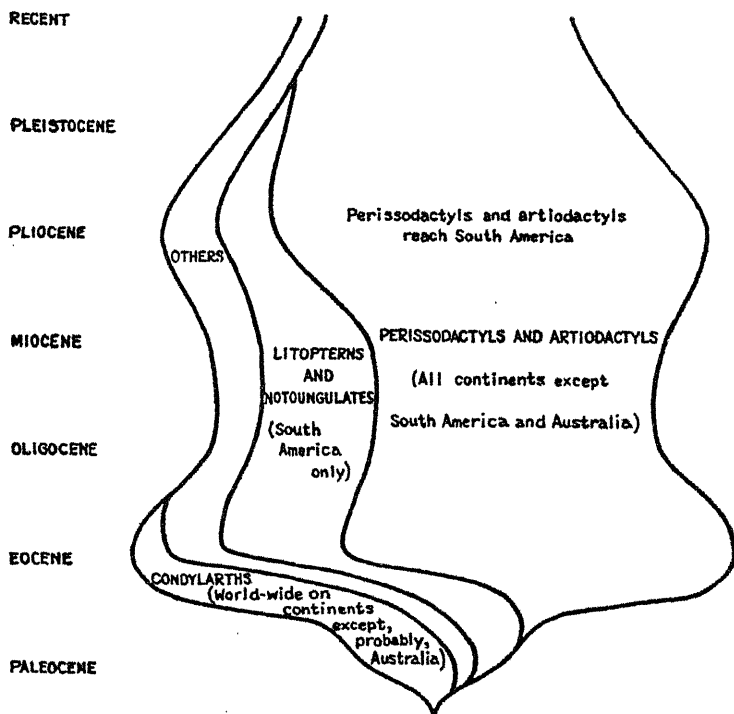 RECENT
PLEISTOCENE
PLIOCENE
Perissodactyls and artiodactyls
reach South America
OTHERS
MIOCENE
PERISSODACTYLS AND ARTIODACTYLS
(All continents except
South America and Australia)
LITOPTERNS
AND
NOTOUNGULATES
(South
America
only)
OLIGOCENE
EOCENE
CONDYLARTHS
(World-wide on
continents
except,
probably,
Australia)
PALEOCENE